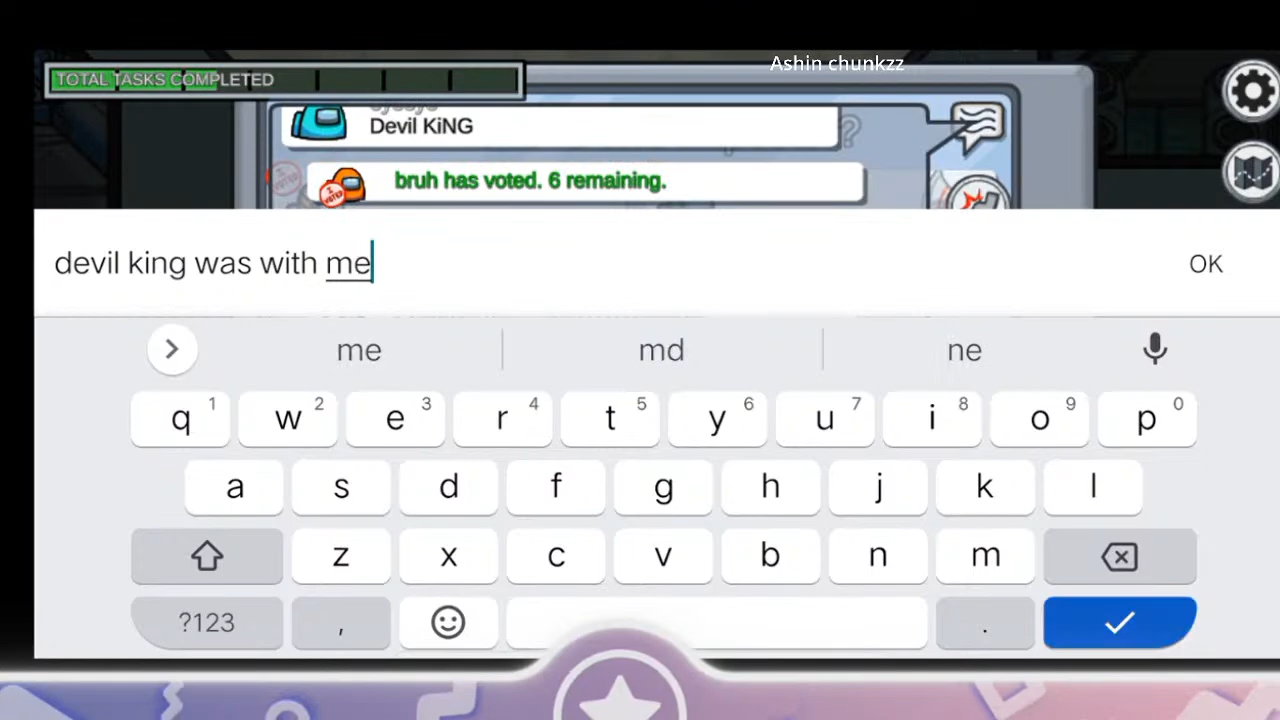 Ashin chunkzz
TOTAL TASKS COMPLETED
Devil KiNG
bruh has voted. 6 remaining.
devil king was with me
OK
me md ne
q 1 w 2 e 3 r 4 t 5 y 6 u 7 i 8 o 9 p 0
a s d f g h j k l
z x c v b n m
?123 , .